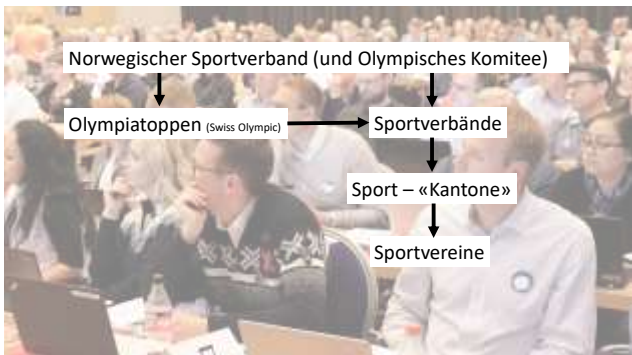 Norwegischer Sportverband (und Olympisches Komitee)
Olympiatoppen (Swiss Olympic)
Sportverbände
Sport – «Kantone»
Sportvereine